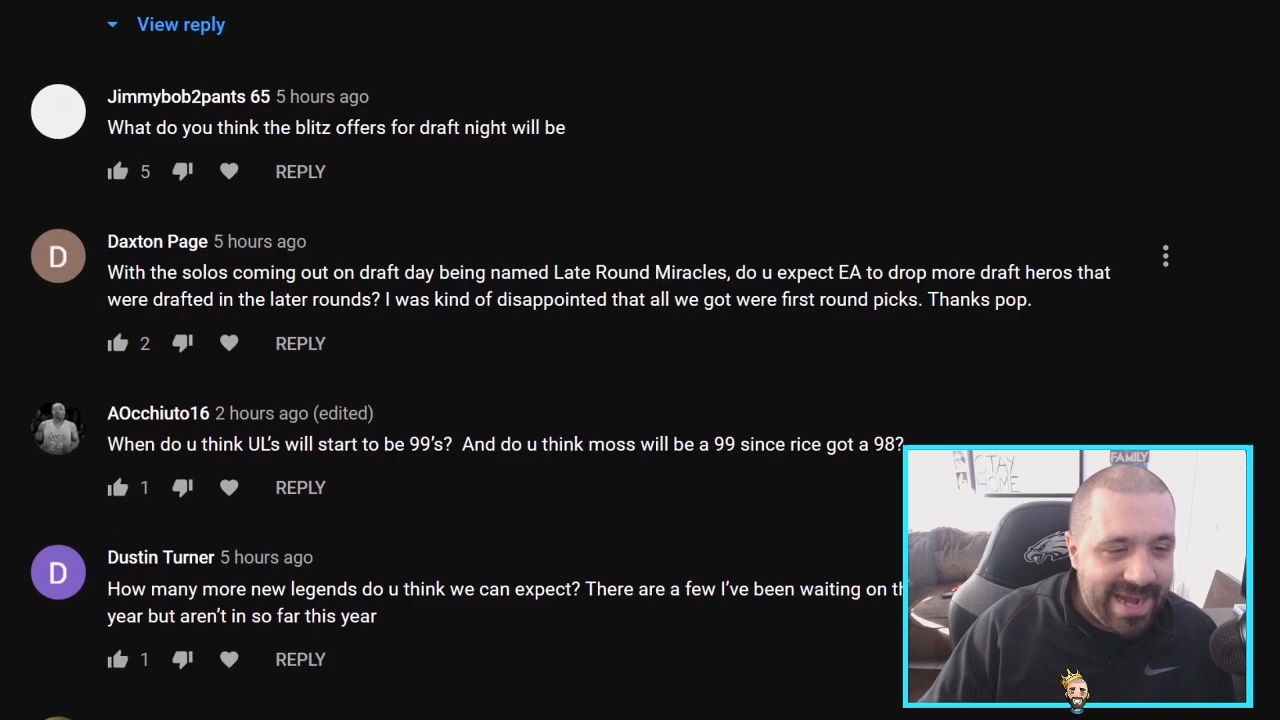 View reply
Jimmybob2pants 65 5 hours ago
What do you think the blitz offers for draft night will be
5 REPLY
Daxton Page 5 hours ago
D
With the solos coming out on draft day being named Late Round Miracles, do u expect EA to drop more draft heros that
were drafted in the later rounds? I was kind of disappointed that all we got were first round picks. Thanks pop.
2 REPLY
AOcchiuto16 2 hours ago (edited)
When do u think UL's will start to be 99's? And do u think moss will be a 99 since rice got a 98?
1 REPLY
STAY
HOME
FAMILY
Dustin Turner 5 hours ago
D
How many more new legends do u think we can expect? There are a few I've been waiting on
year but aren't in so far this year
1 REPLY